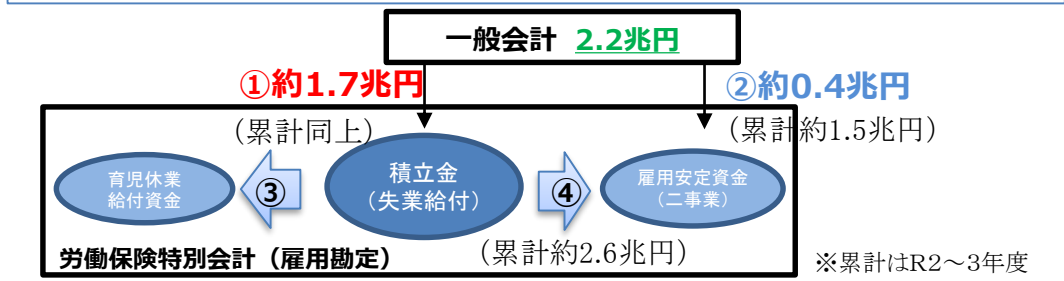 一般会計 2.2兆円
①約1.7兆円
②約0.4兆円
（累計同上）
（累計約1.5兆円）
育児休業
給付資金
③
積立金
（失業給付）
④
雇用安定資金
（二事業）
労働保険特別会計（雇用勘定）
（累計約2.6兆円）
※累計はR2～3年度